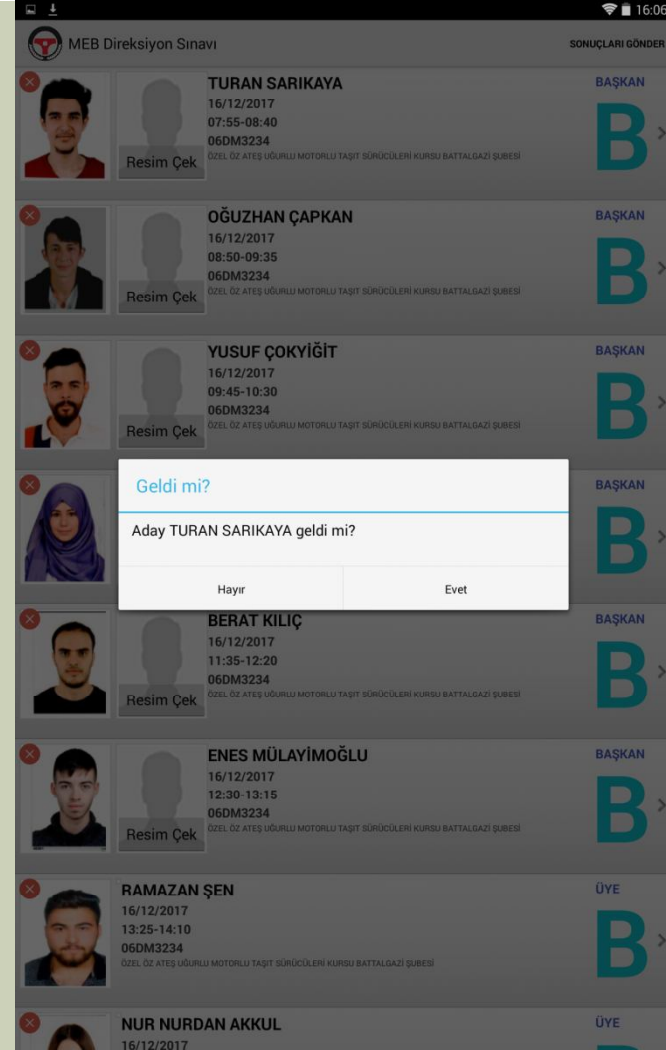 16:06
MEB Direksiyon Sınavı
SONUÇLARI GÖNDER
TURAN SARIKAYA
BAŞKAN
16/12/2017
07:55-08:40
06DM3234
ÖZEL ÖZ ATEŞ UĞURLU MOTORLU TAŞIT SÜRÜCÜLERİ KURSU BATTALGAZİ ŞUBESİ
Resim Çek
B
OĞUZHAN ÇAPKAN
BAŞKAN
16/12/2017
08:50-09:35
06DM3234
ÖZEL ÖZ ATEŞ UĞURLU MOTORLU TAŞIT SÜRÜCÜLERİ KURSU BATTALGAZİ ŞUBESİ
Resim Çek
B
YUSUF ÇOKYİĞİT
BAŞKAN
16/12/2017
09:45-10:30
06DM3234
ÖZEL ÖZ ATEŞ UĞURLU MOTORLU TAŞIT SÜRÜCÜLERİ KURSU BATTALGAZİ ŞUBESİ
Resim Çek
B
BAŞKAN
B
Geldi mi?
Aday TURAN SARIKAYA geldi mi?
Hayır Evet
BERAT KILIÇ
BAŞKAN
16/12/2017
11:35-12:20
06DM3234
ÖZEL ÖZ ATEŞ UĞURLU MOTORLU TAŞIT SÜRÜCÜLERİ KURSU BATTALGAZİ ŞUBESİ
Resim Çek
B
ENES MÜLAYİMOĞLU
BAŞKAN
16/12/2017
12:30-13:15
06DM3234
ÖZEL ÖZ ATEŞ UĞURLU MOTORLU TAŞIT SÜRÜCÜLERİ KURSU BATTALGAZİ ŞUBESİ
Resim Çek
B
RAMAZAN ŞEN
ÜYE
16/12/2017
13:25-14:10
06DM3234
ÖZEL ÖZ ATEŞ UĞURLU MOTORLU TAŞIT SÜRÜCÜLERİ KURSU BATTALGAZİ ŞUBESİ
B
NUR NURDAN AKKUL
ÜYE
16/12/2017